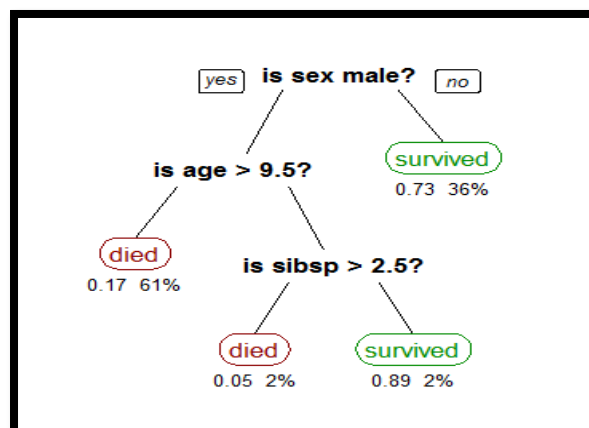 yes is sex male? no
survived
is age > 9.5?
0.73 36%
died
is sibsp > 2.5?
0.17 61%
died survived
0.05 2% 0.89 2%